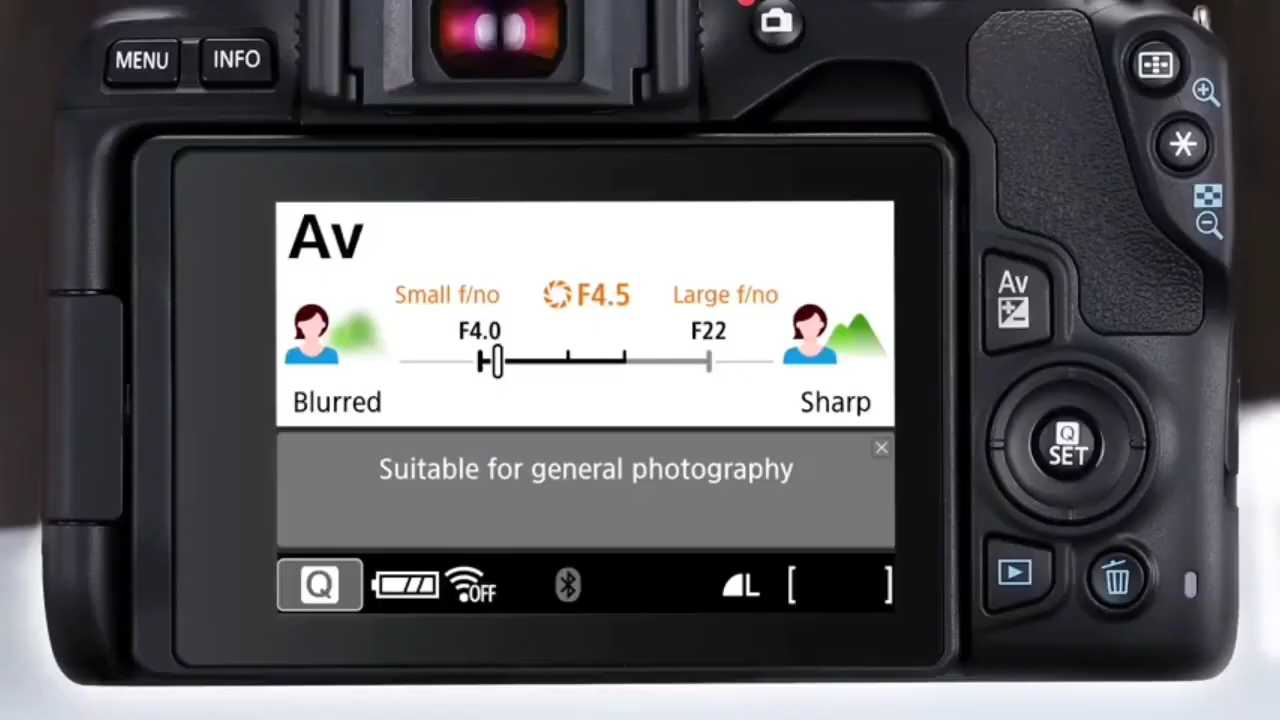 MENU
INFO
Av
Small f/no
F4.5
Large f/no
F4.0
F22
Blurred
Sharp
Suitable for general photography
Q
OFF
L
[ ]
Av
Q
SET